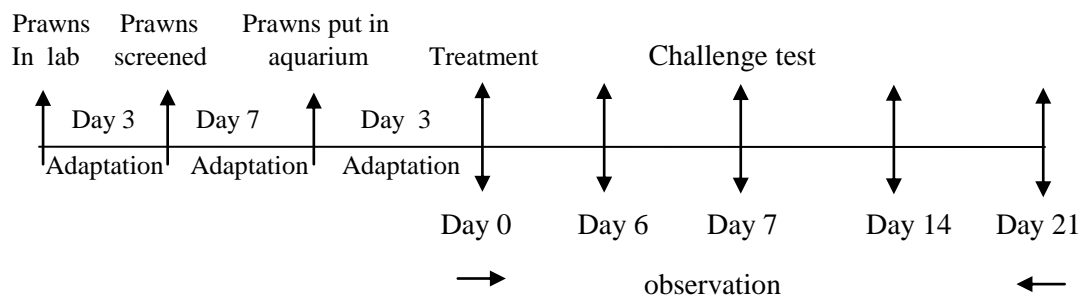 Prawns In lab
Prawns screened
Prawns put in aquarium
Treatment
Challenge test
Day 3
Day 7
Day 3
Adaptation
Adaptation
Adaptation
Day 0
Day 6
Day 7
Day 14
Day 21
observation